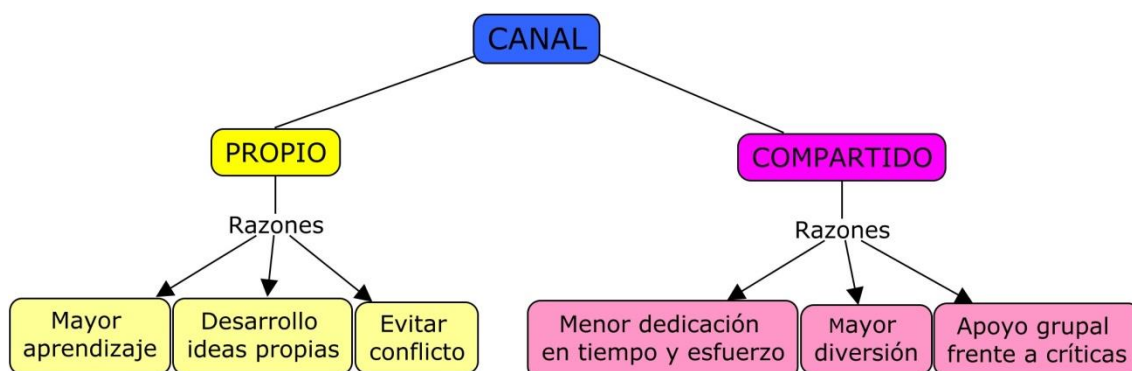 CANAL
PROPIO
COMPARTIDO
Razones
Razones
Mayor
aprendizaje
Desarrollo
ideas propias
Evitar
conflicto
Menor dedicación
en tiempo y esfuerzo
Mayor
diversión
Apoyo grupal
frente a críticas